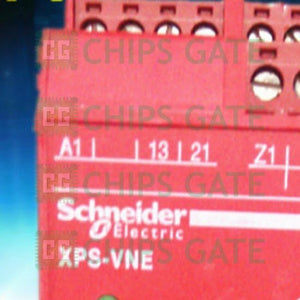 CHIPS GATE
CHIPS GATE
A1 13 21 Z1
CHIPS GATE
Schneider
Electric
CHIPS GATE
XPS-VNE